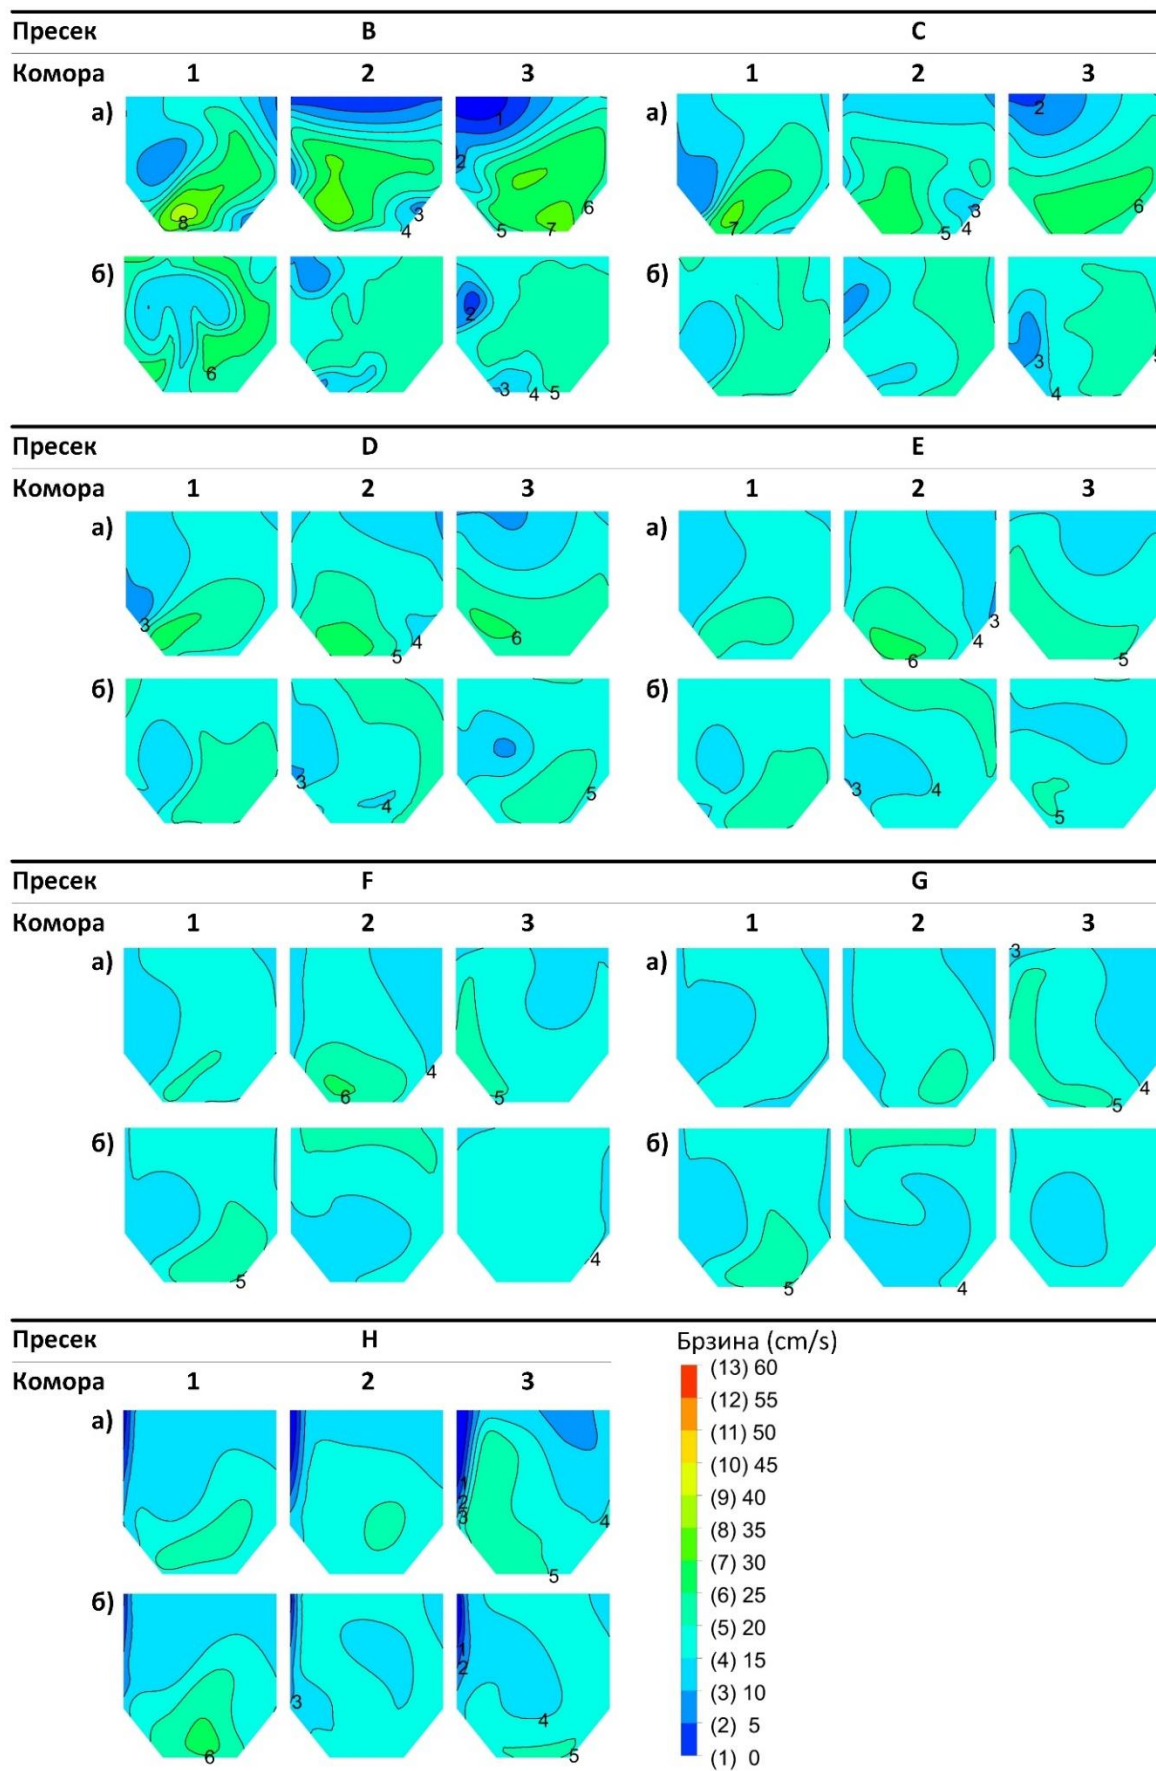 Пресек B C
Комора 1 2 3 1 2 3
а) 1 2 3 4 5 6 7 8 а) 2 3 4 5 6 7
б) 2 3 4 5 6 б) 3 4 5
Пресек D E
Комора 1 2 3 1 2 3
а) 3 4 5 6 а) 3 4 5 6
б) 3 4 5 б) 3 4 5
Пресек F G
Комора 1 2 3 1 2 3
а) 6 4 5 а) 3 4 5
б) 5 4 б) 5 4
Пресек H
Комора 1 2 3
а) 1 2 3 4 5
б) 6 3 1 2 4 5
Брзина (cm/s)
(13) 60
(12) 55
(11) 50
(10) 45
(9) 40
(8) 35
(7) 30
(6) 25
(5) 20
(4) 15
(3) 10
(2) 5
(1) 0